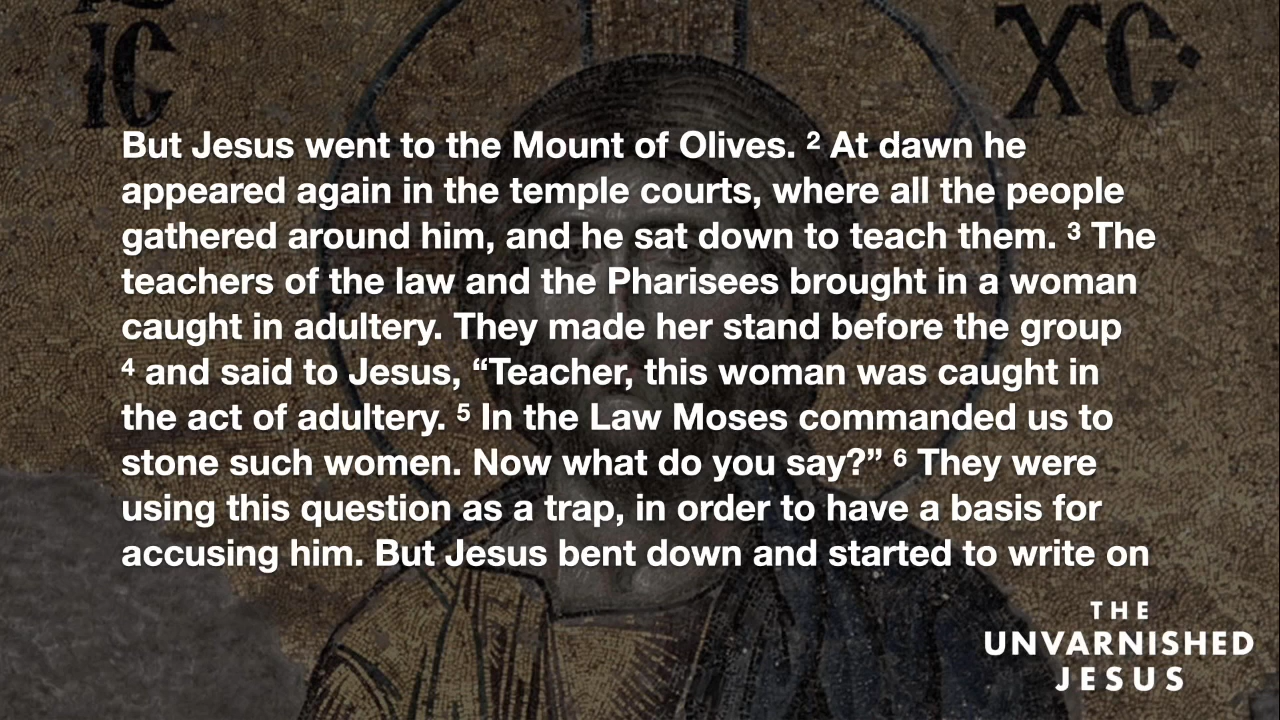 IC
XC
But Jesus went to the Mount of Olives. ² At dawn he
appeared again in the temple courts, where all the people
gathered around him, and he sat down to teach them. ³ The
teachers of the law and the Pharisees brought in a woman
caught in adultery. They made her stand before the group
⁴ and said to Jesus, “Teacher, this woman was caught in
the act of adultery. ⁵ In the Law Moses commanded us to
stone such women. Now what do you say?” ⁶ They were
using this question as a trap, in order to have a basis for
accusing him. But Jesus bent down and started to write on
THE
UNVARNISHED
JESUS